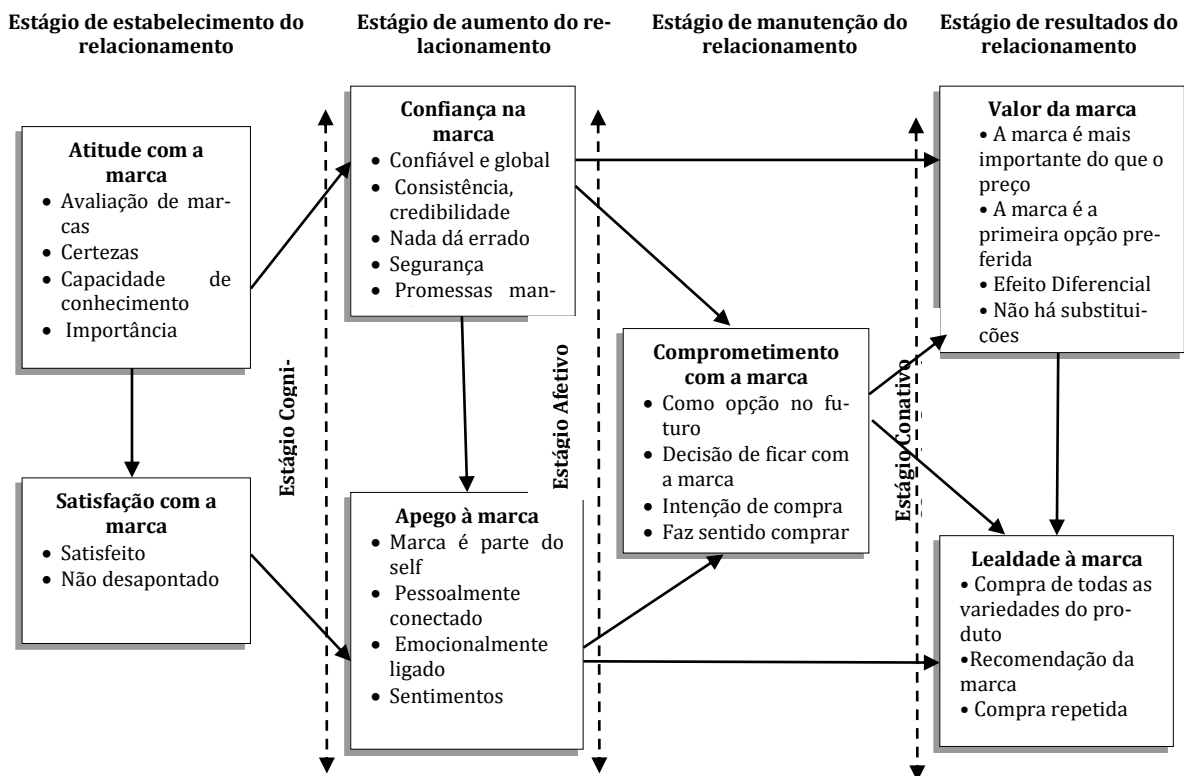 Estágio de estabelecimento do
relacionamento
Estágio de aumento do re-
lacionamento
Estágio de manutenção do
relacionamento
Estágio de resultados do
relacionamento
Atitude com a
marca
• Avaliação de mar-
cas
• Certezas
• Capacidade de
conhecimento
• Importância
Satisfação com a
marca
• Satisfeito
• Não desapontado
Estágio Cogni-
Confiança na
marca
• Confiável e global
• Consistência,
credibilidade
• Nada dá errado
• Segurança
• Promessas man-
Apego à marca
• Marca é parte do
self
• Pessoalmente
conectado
• Emocionalmente
ligado
• Sentimentos
Estágio Afetivo
Comprometimento
com a marca
• Como opção no fu-
turo
• Decisão de ficar com
a marca
• Intenção de compra
• Faz sentido comprar
Estágio Conativo
Valor da marca
• A marca é mais
importante do que o
preço
• A marca é a
primeira opção pre-
ferida
• Efeito Diferencial
• Não há substitui-
ções
Lealdade à marca
• Compra de todas as
variedades do pro-
duto
•Recomendação da
marca
• Compra repetida